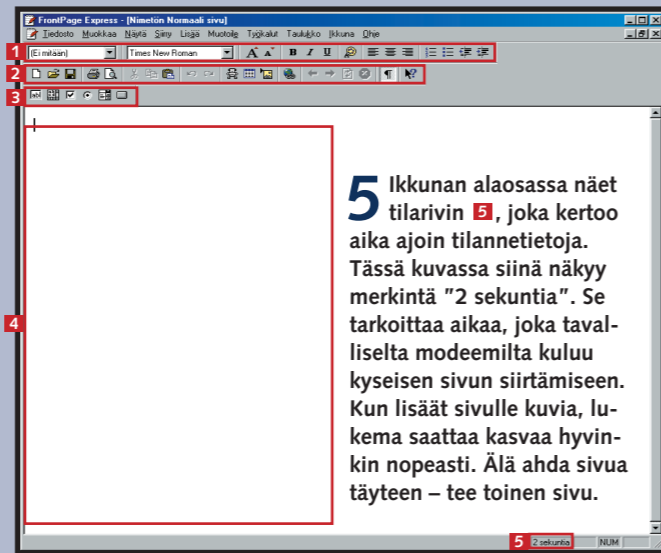 FrontPage Express - [Nimetön Normaali sivu]
Tiedosto Muokkaa Näytä Siirry Lisää Muotoile Työkalut Taulukko Ikkuna Ohje
1 (Ei mitään) Times New Roman A A B I U
2
3 abl
4
5 Ikkunan alaosassa näet
tilarivin 5, joka kertoo
aika ajoin tilannetietoja.
Tässä kuvassa siinä näkyy
merkintä ”2 sekuntia”. Se
tarkoittaa aikaa, joka taval-
liselta modeemilta kuluu
kyseisen sivun siirtämiseen.
Kun lisäät sivulle kuvia, lu-
kema saattaa kasvaa hyvin-
kin nopeasti. Älä ahda sivua
täyteen – tee toinen sivu.
5 2 sekuntia NUM